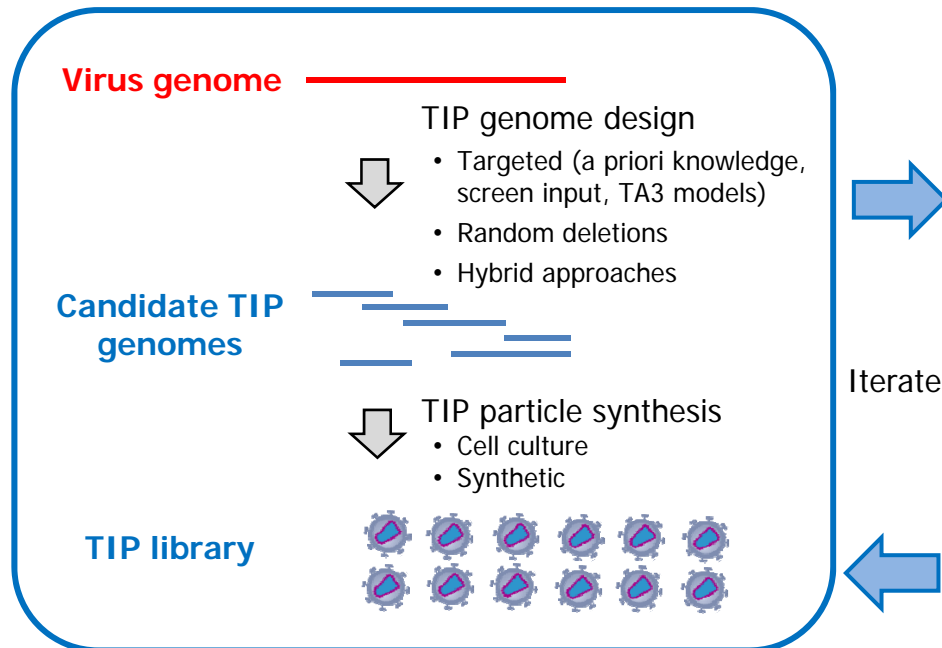 Virus genome
TIP genome design
• Targeted (a priori knowledge,
screen input, TA3 models)
• Random deletions
• Hybrid approaches
Candidate TIP
genomes
Iterate
TIP particle synthesis
• Cell culture
• Synthetic
TIP library